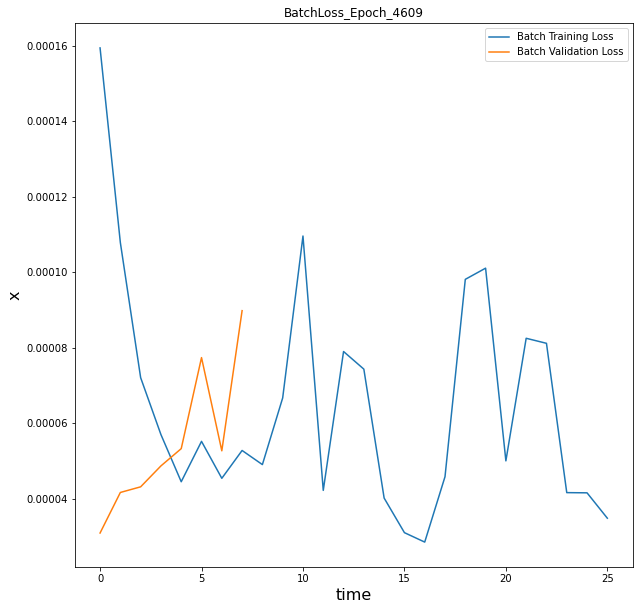 BatchLoss_Epoch_4609
Batch Training Loss
Batch Validation Loss
0.00016
0.00014
0.00012
0.00010
0.00008
0.00006
0.00004
x
0 5 10 15 20 25
time